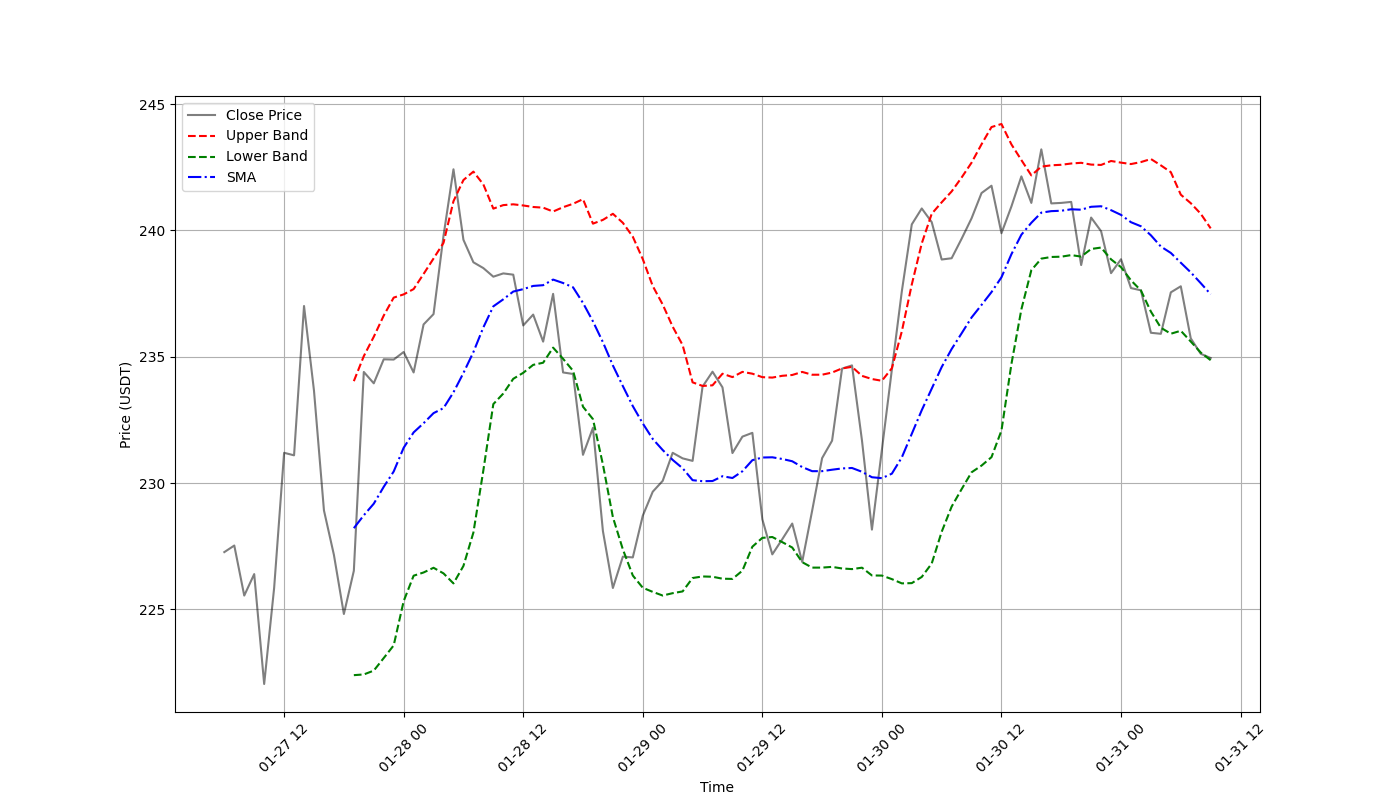 245
240
235
230
225
Price (USDT)
Close Price
Upper Band
Lower Band
SMA
01-27 12
01-28 00
01-28 12
01-29 00
01-29 12
01-30 00
01-30 12
01-31 00
01-31 12
Time